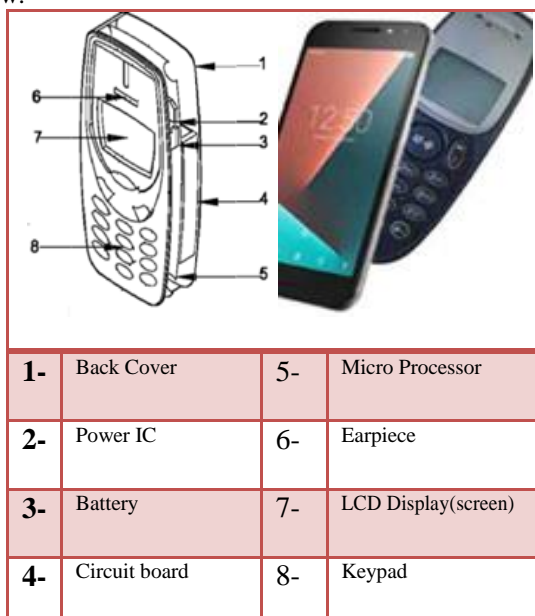 w.
1
2
3
4
5
6
7
8
12:50
1- Back Cover 5- Micro Processor
2- Power IC 6- Earpiece
3- Battery 7- LCD Display(screen)
4- Circuit board 8- Keypad